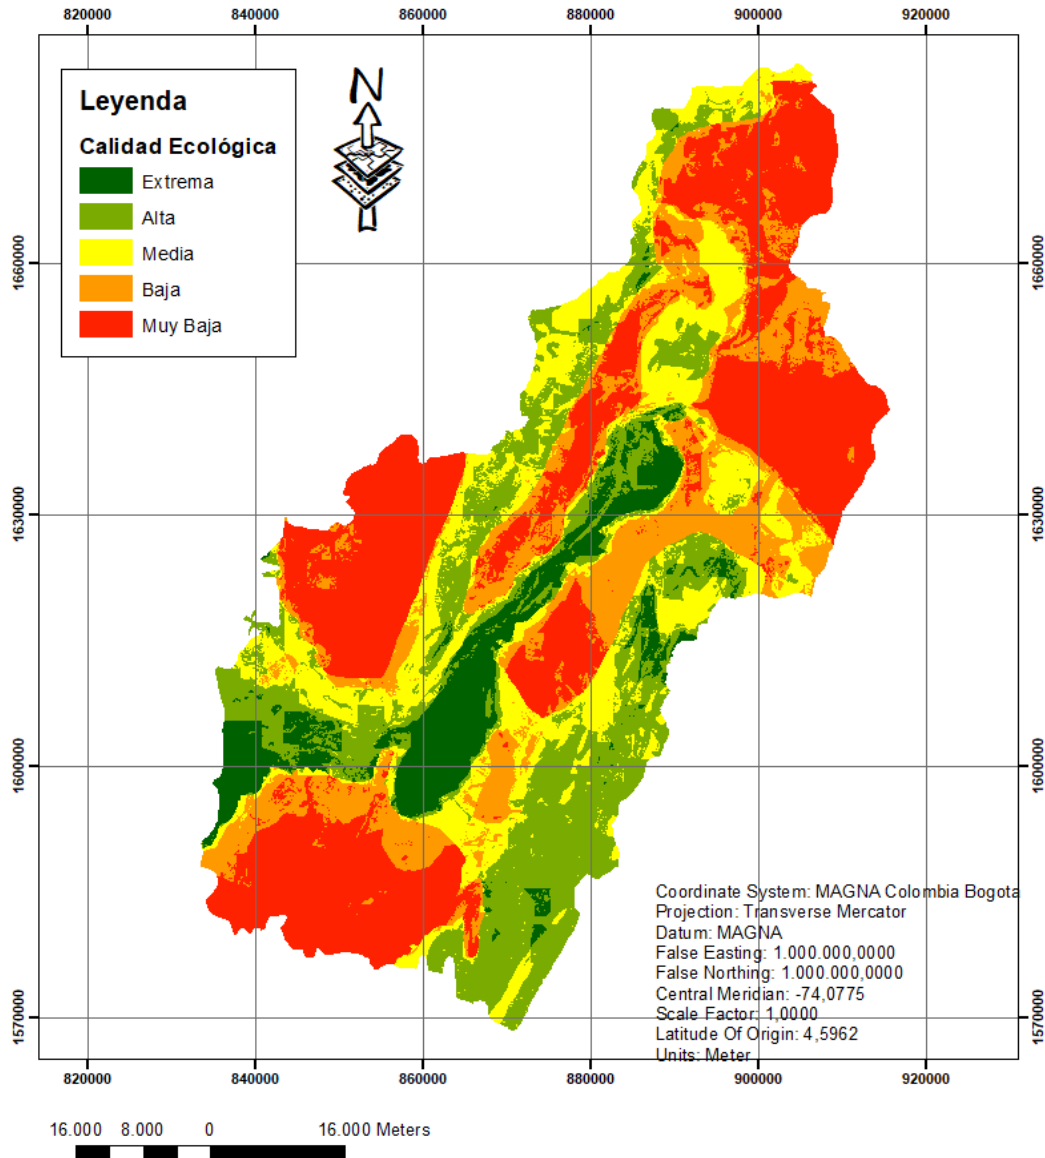 820000 840000 860000 880000 900000 920000
Leyenda
Calidad Ecológica
Extrema
Alta
Media
Baja
Muy Baja
N
1660000 1660000
1630000 1630000
1600000 1600000
1570000 1570000
Coordinate System: MAGNA Colombia Bogota
Projection: Transverse Mercator
Datum: MAGNA
False Easting: 1.000.000,0000
False Northing: 1.000.000,0000
Central Meridian: -74,0775
Scale Factor: 1,0000
Latitude Of Origin: 4,5962
Units: Meter
820000 840000 860000 880000 900000 920000
16.000 8.000 0 16.000 Meters